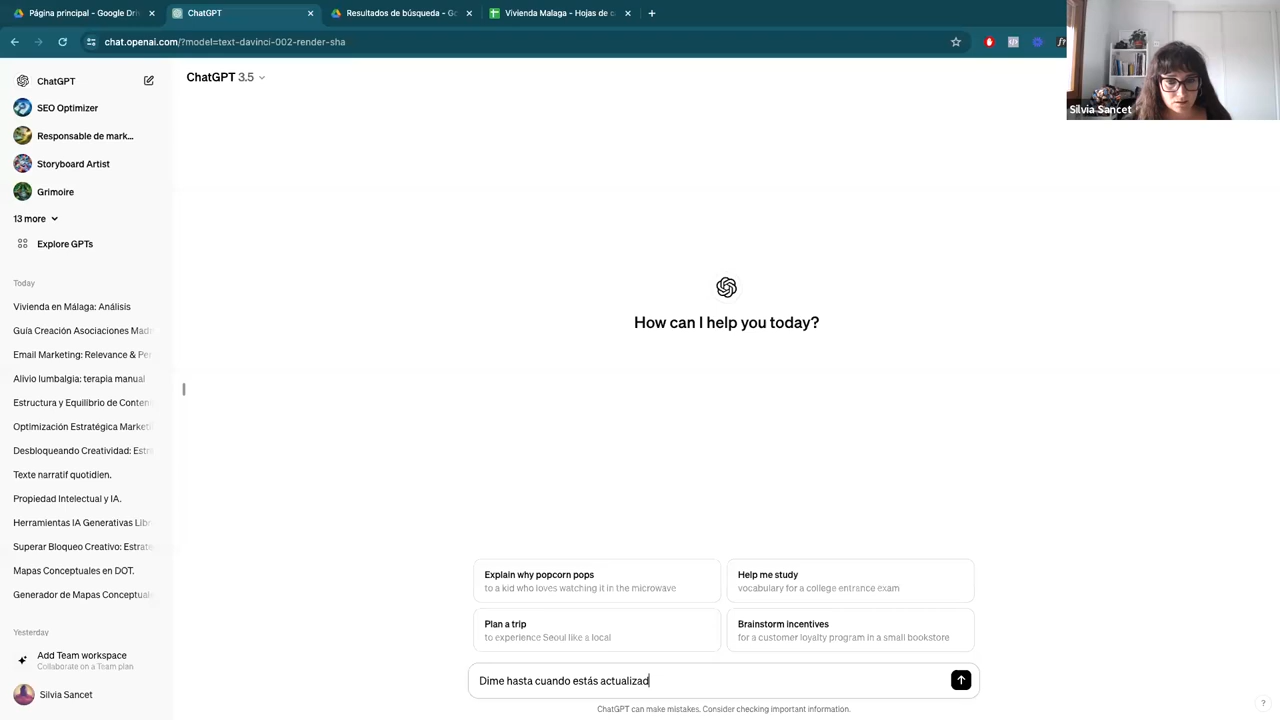 Página principal - Google Dri
ChatGPT
Resultados de búsqueda - Go
Vivienda Malaga - Hojas de c
chat.openai.com/?model=text-davinci-002-render-sha
ChatGPT
SEO Optimizer
Responsable de mark...
Storyboard Artist
Grimoire
13 more
Explore GPTs
Today
Vivienda en Málaga: Análisis
Guía Creación Asociaciones Madr
Email Marketing: Relevance & Per
Alivio lumbalgia: terapia manual
Estructura y Equilibrio de Conten
Optimización Estratégica Marketi
Desbloqueando Creatividad: Estra
Texte narratif quotidien.
Propiedad Intelectual y IA.
Herramientas IA Generativas Libr
Superar Bloqueo Creativo: Estrate
Mapas Conceptuales en DOT.
Generador de Mapas Conceptuale
Yesterday
Add Team workspace
Collaborate on a Team plan
Silvia Sancet
ChatGPT 3.5
How can I help you today?
Explain why popcorn pops
to a kid who loves watching it in the microwave
Help me study
vocabulary for a college entrance exam
Plan a trip
to experience Seoul like a local
Brainstorm incentives
for a customer loyalty program in a small bookstore
Dime hasta cuando estás actualizad
ChatGPT can make mistakes. Consider checking important information.
?
Silvia Sancet